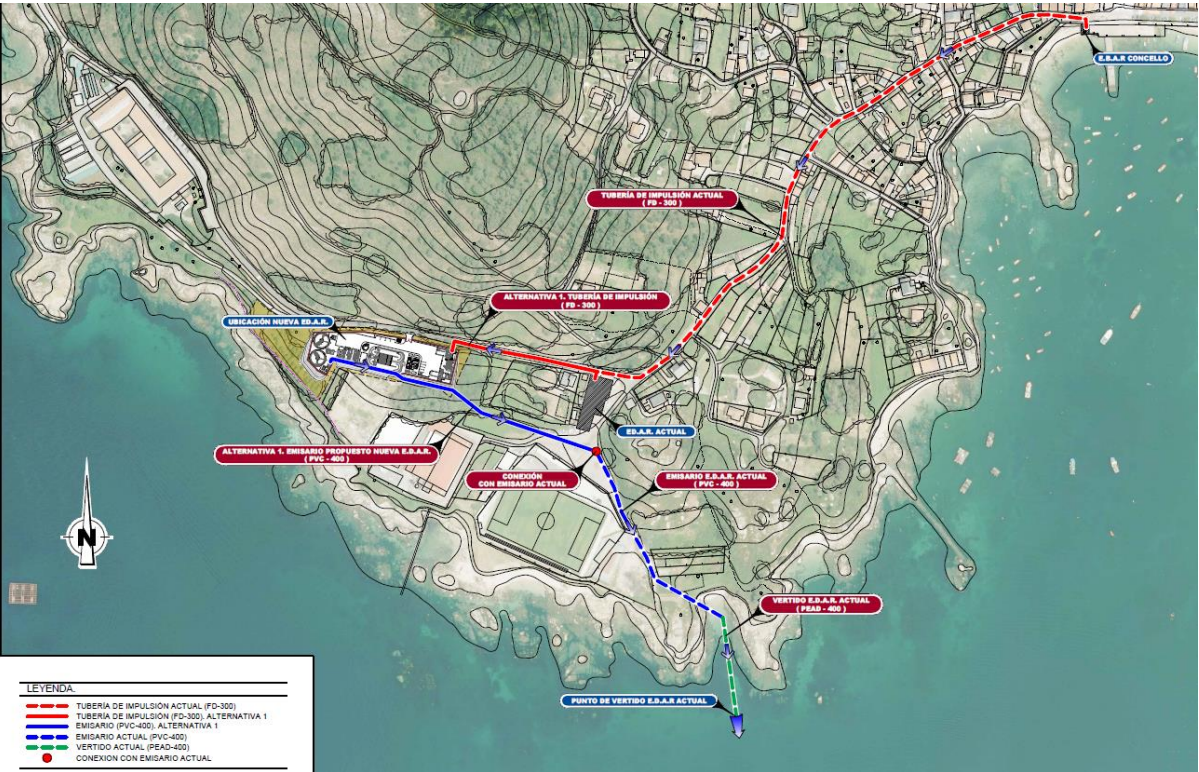 E.B.A.R CONCELLO
TUBERÍA DE IMPULSIÓN ACTUAL
( FD - 300 )
ALTERNATIVA 1. TUBERÍA DE IMPULSIÓN
( FD - 300 )
UBICACIÓN NUEVA ED.A.R.
ED.A.R. ACTUAL
ALTERNATIVA 1. EMISARIO PROPUESTO NUEVA E.D.A.R.
( PVC - 400 )
CONEXIÓN
CON EMISARIO ACTUAL
EMISARIO E.D.A.R. ACTUAL
( PVC - 400 )
N
VERTIDO E.D.A.R. ACTUAL
( PEAD - 400 )
PUNTO DE VERTIDO E.D.A.R ACTUAL
LEYENDA.
TUBERÍA DE IMPULSIÓN ACTUAL (FD-300)
TUBERÍA DE IMPULSIÓN (FD-300). ALTERNATIVA 1
EMISARIO (PVC-400). ALTERNATIVA 1
EMISARIO ACTUAL (PVC-400)
VERTIDO ACTUAL (PEAD-400)
CONEXION CON EMISARIO ACTUAL